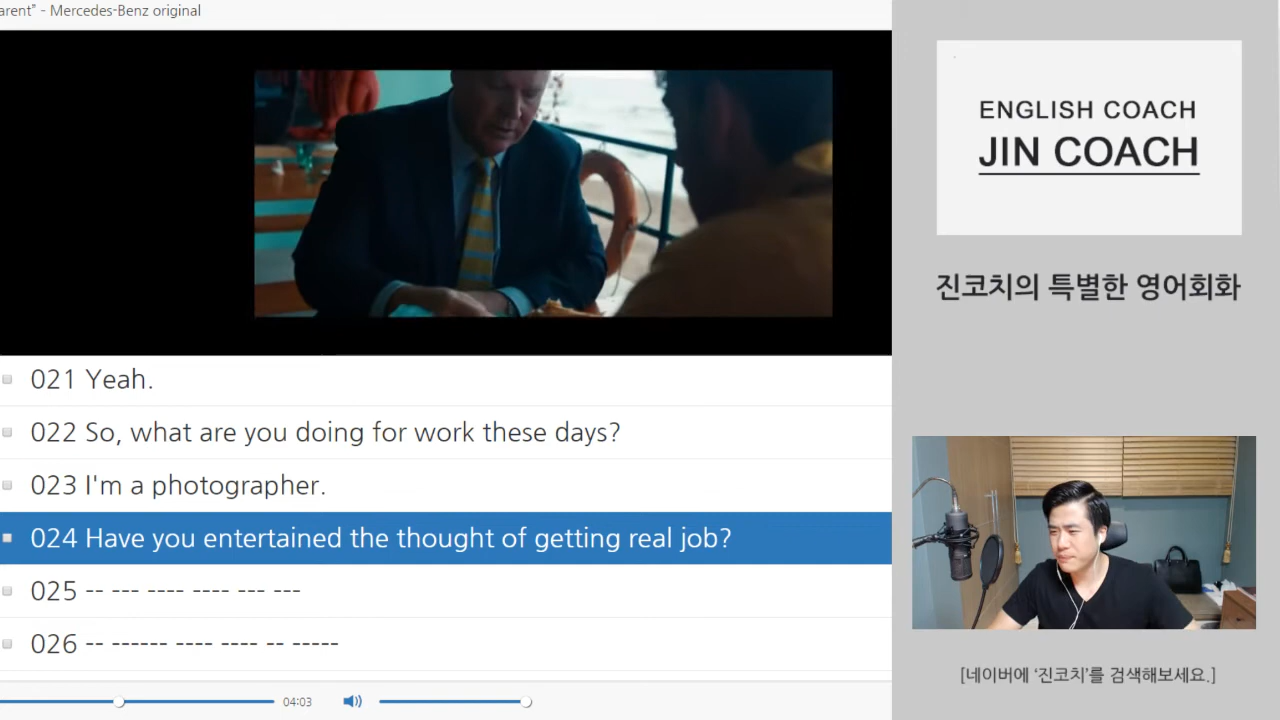 arent” - Mercedes-Benz original
ENGLISH COACH
JIN COACH
진코치의 특별한 영어회화
021 Yeah.
022 So, what are you doing for work these days?
023 I'm a photographer.
024 Have you entertained the thought of getting real job?
025 -- --- ---- ---- --- ---
026 -- ------ ---- ---- -- -----
04:03
[네이버에 ‘진코치’를 검색해보세요.]